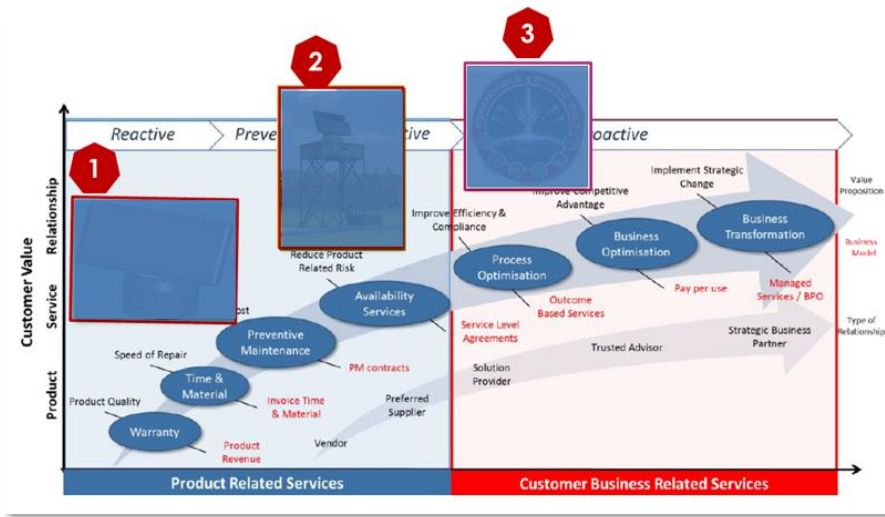 3
2
Reactive
Preve
tive
roactive
1
Implement Strategic
Change
Value
Proposition
Improve Competitive
Advantage
Improve Efficiency &
Compliance
Business
Transformation
Business
Optimisation
Business
Model
Process
Optimisation
Reduce Product
Related Risk
Managed
Services / BPO
Pay per use
Outcome
Based Services
Availability
Services
Service Level
Agreements
Type of
Relationship
ost
Preventive
Maintenance
Strategic Business
Partner
Trusted Advisor
Speed of Repair
PM contracts
Solution
Provider
Time &
Material
Product Quality
Invoice Time
& Material
Preferred
Supplier
Warranty
Product
Revenue
Vendor
Customer Value
Relationship
Service
Product
Product Related Services
Customer Business Related Services